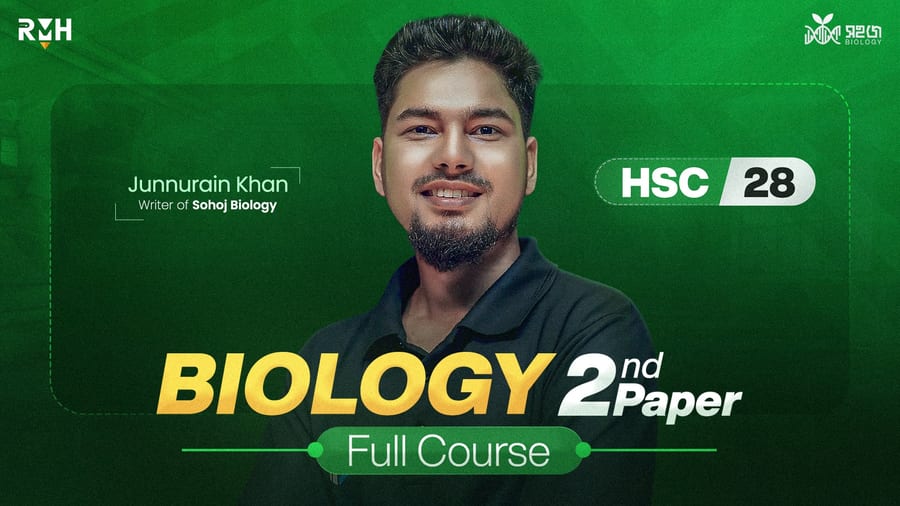 RMH
সহজ
BIOLOGY
Junnurain Khan
Writer of Sohoj Biology
HSC 28
BIOLOGY 2nd Paper
Full Course